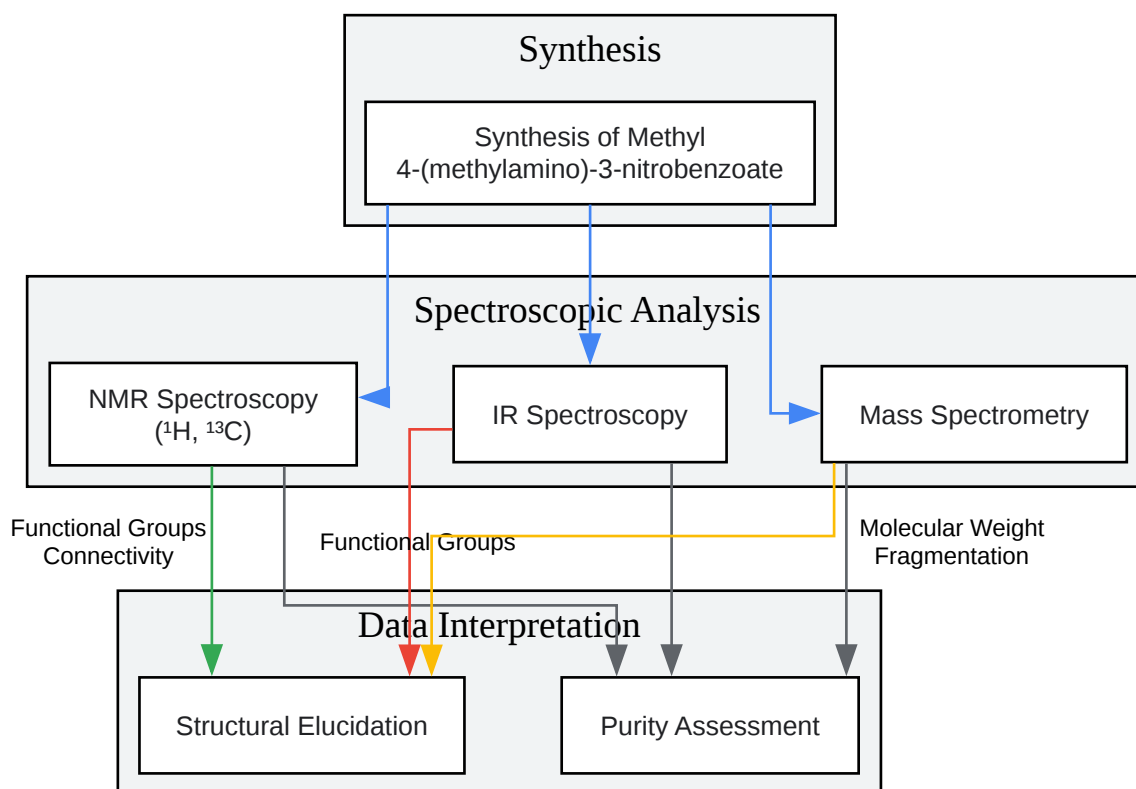 Synthesis
Synthesis of Methyl
4-(methylamino)-3-nitrobenzoate
Spectroscopic Analysis
NMR Spectroscopy
(¹H, ¹³C)
IR Spectroscopy
Mass Spectrometry
Functional Groups
Connectivity
Functional Groups
Molecular Weight
Fragmentation
Data Interpretation
Structural Elucidation
Purity Assessment